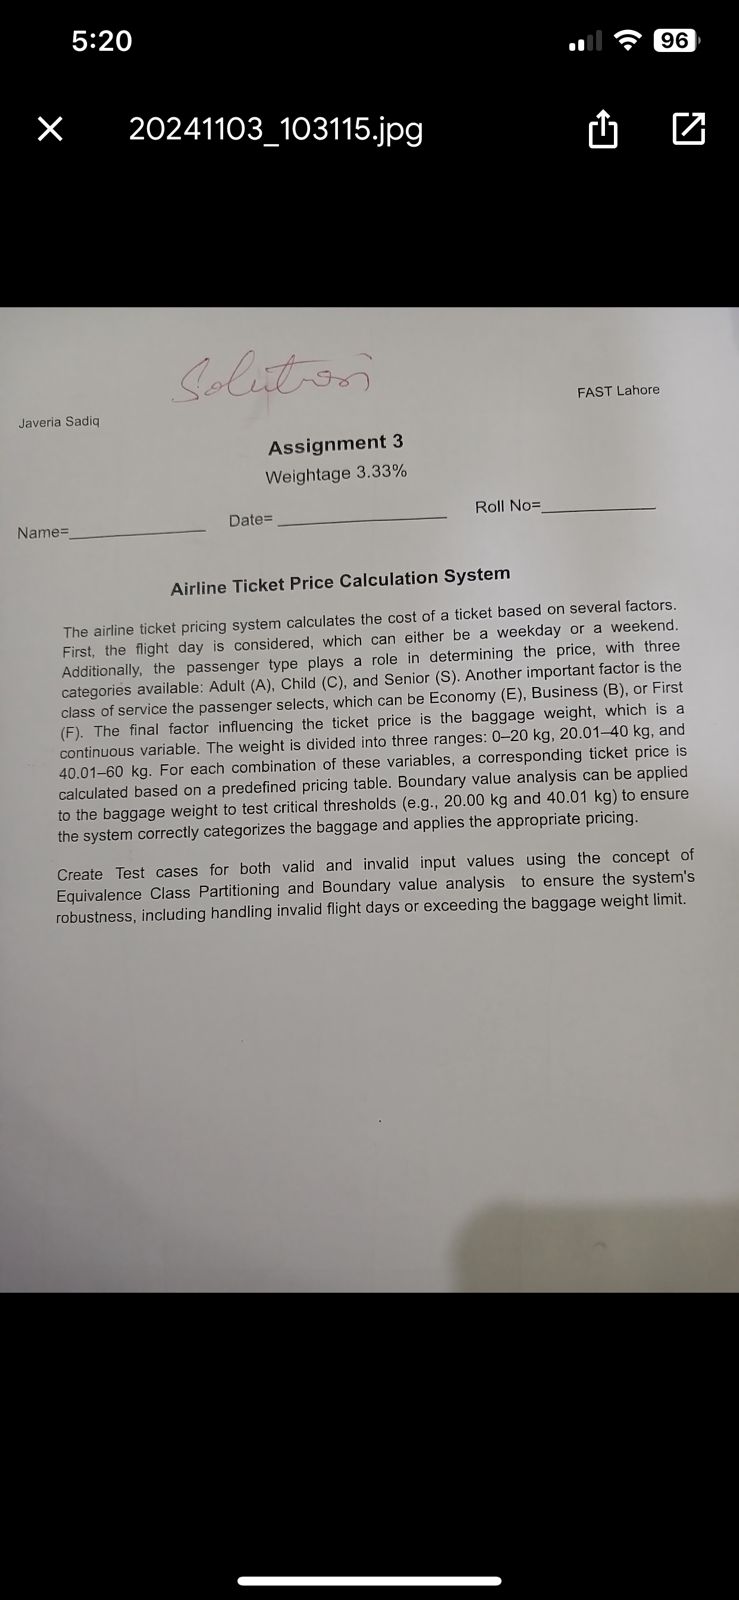 5:20
96
20241103_103115.jpg
Solution
FAST Lahore
Javeria Sadiq
Assignment 3
Weightage 3.33%
Name=__________ Date=__________ Roll No=__________
Airline Ticket Price Calculation System
The airline ticket pricing system calculates the cost of a ticket based on several factors.
First, the flight day is considered, which can either be a weekday or a weekend.
Additionally, the passenger type plays a role in determining the price, with three
categories available: Adult (A), Child (C), and Senior (S). Another important factor is the
class of service the passenger selects, which can be Economy (E), Business (B), or First
(F). The final factor influencing the ticket price is the baggage weight, which is a
continuous variable. The weight is divided into three ranges: 0–20 kg, 20.01–40 kg, and
40.01–60 kg. For each combination of these variables, a corresponding ticket price is
calculated based on a predefined pricing table. Boundary value analysis can be applied
to the baggage weight to test critical thresholds (e.g., 20.00 kg and 40.01 kg) to ensure
the system correctly categorizes the baggage and applies the appropriate pricing.
Create Test cases for both valid and invalid input values using the concept of
Equivalence Class Partitioning and Boundary value analysis to ensure the system's
robustness, including handling invalid flight days or exceeding the baggage weight limit.